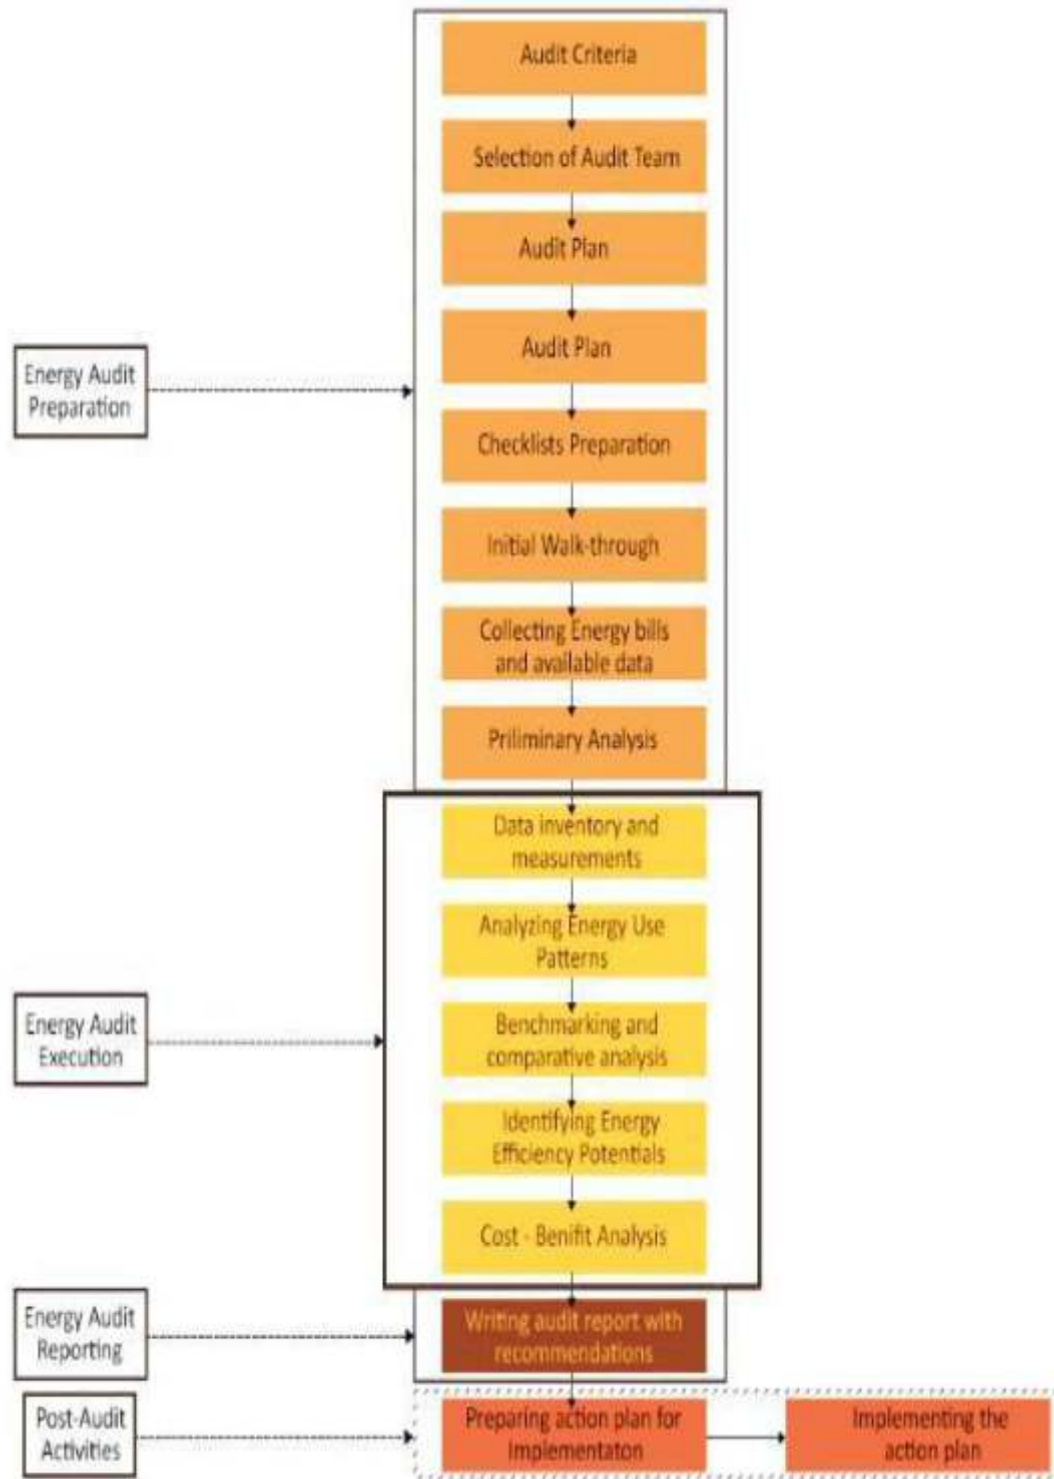 Audit Criteria
Selection of Audit Team
Audit Plan
Audit Plan
Energy Audit
Preparation
Checklists Preparation
Initial Walk-through
Collecting Energy bills
and available data
Priliminary Analysis
Data inventory and
measurements
Analyzing Energy Use
Patterns
Energy Audit
Execution
Benchmarking and
comparative analysis
Identifying Energy
Efficiency Potentials
Cost - Benifit Analysis
Energy Audit
Reporting
Writing audit report with
recommendations
Post-Audit
Activities
Preparing action plan for
Implementaton
Implementing the
action plan